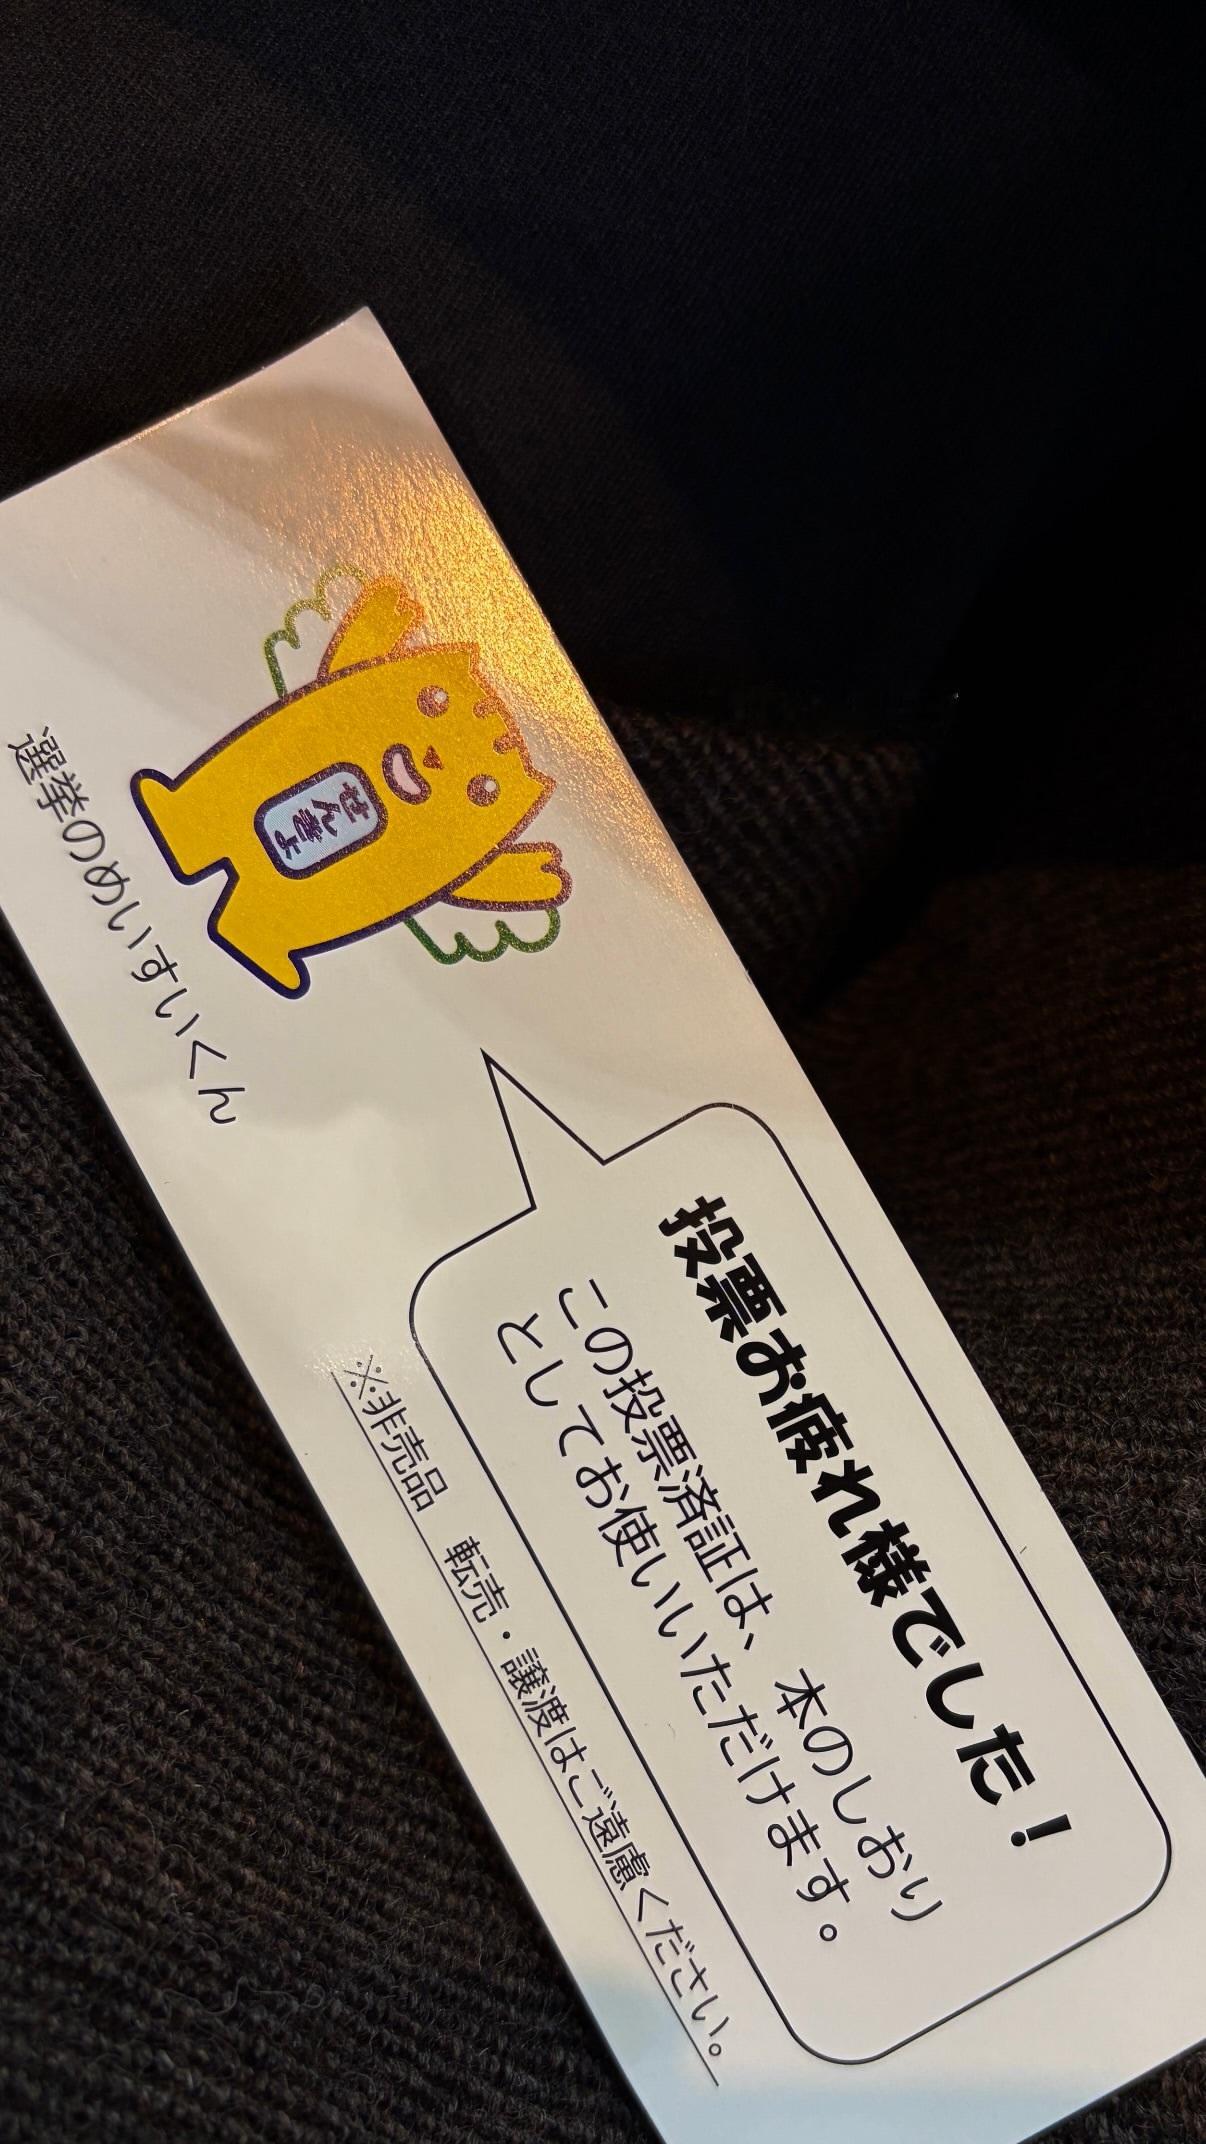 投票お疲れ様でした！
この投票済証は、本のしおり
としてお使いいただけます。
※非売品　転売・譲渡はご遠慮ください。
せんきょ
選挙のめいすいくん